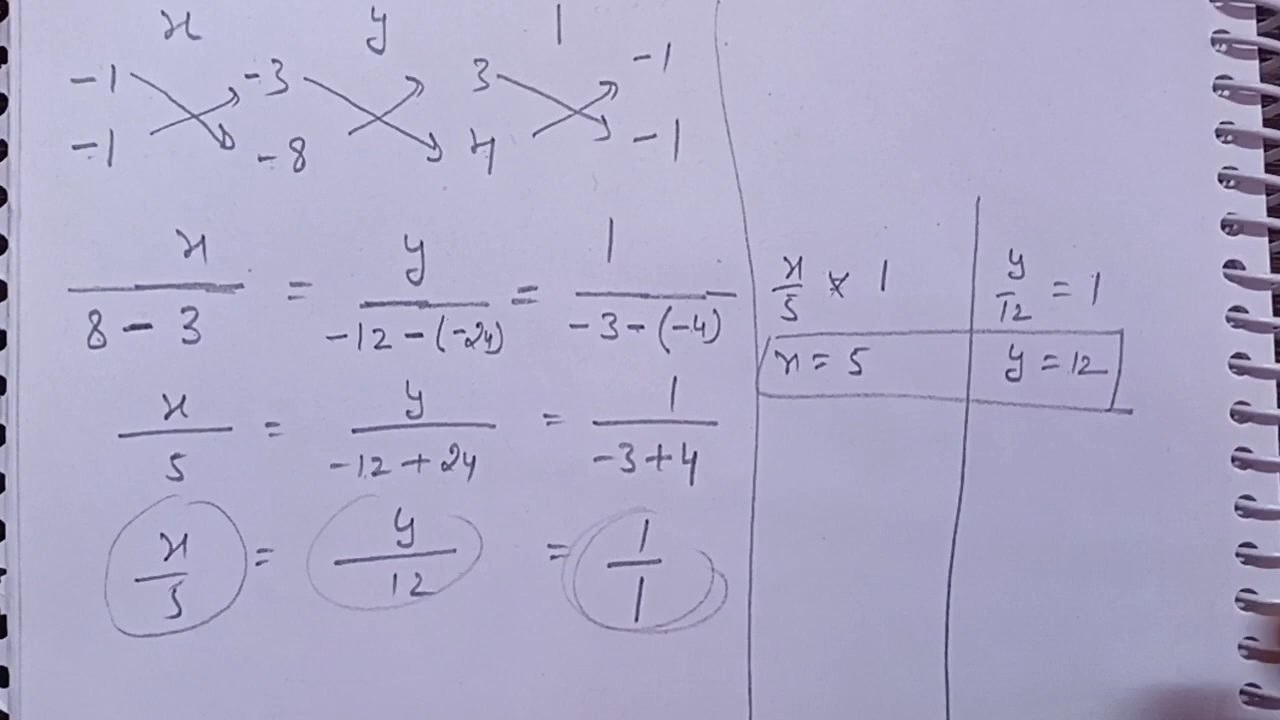 x y 1
-1 -3 3 -1
-1 -8 4 -1
x/(8 - 3) = y/(-12 - (-24)) = 1/(-3 - (-4))
x/5 = y/(-12 + 24) = 1/(-3 + 4)
x/5 = y/12 = 1/1
x/5 × 1
x = 5
y/12 = 1
y = 12